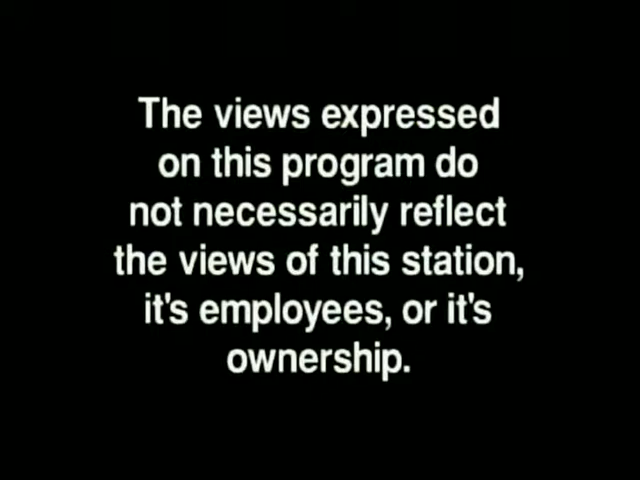 The views expressed
on this program do
not necessarily reflect
the views of this station,
it's employees, or it's
ownership.